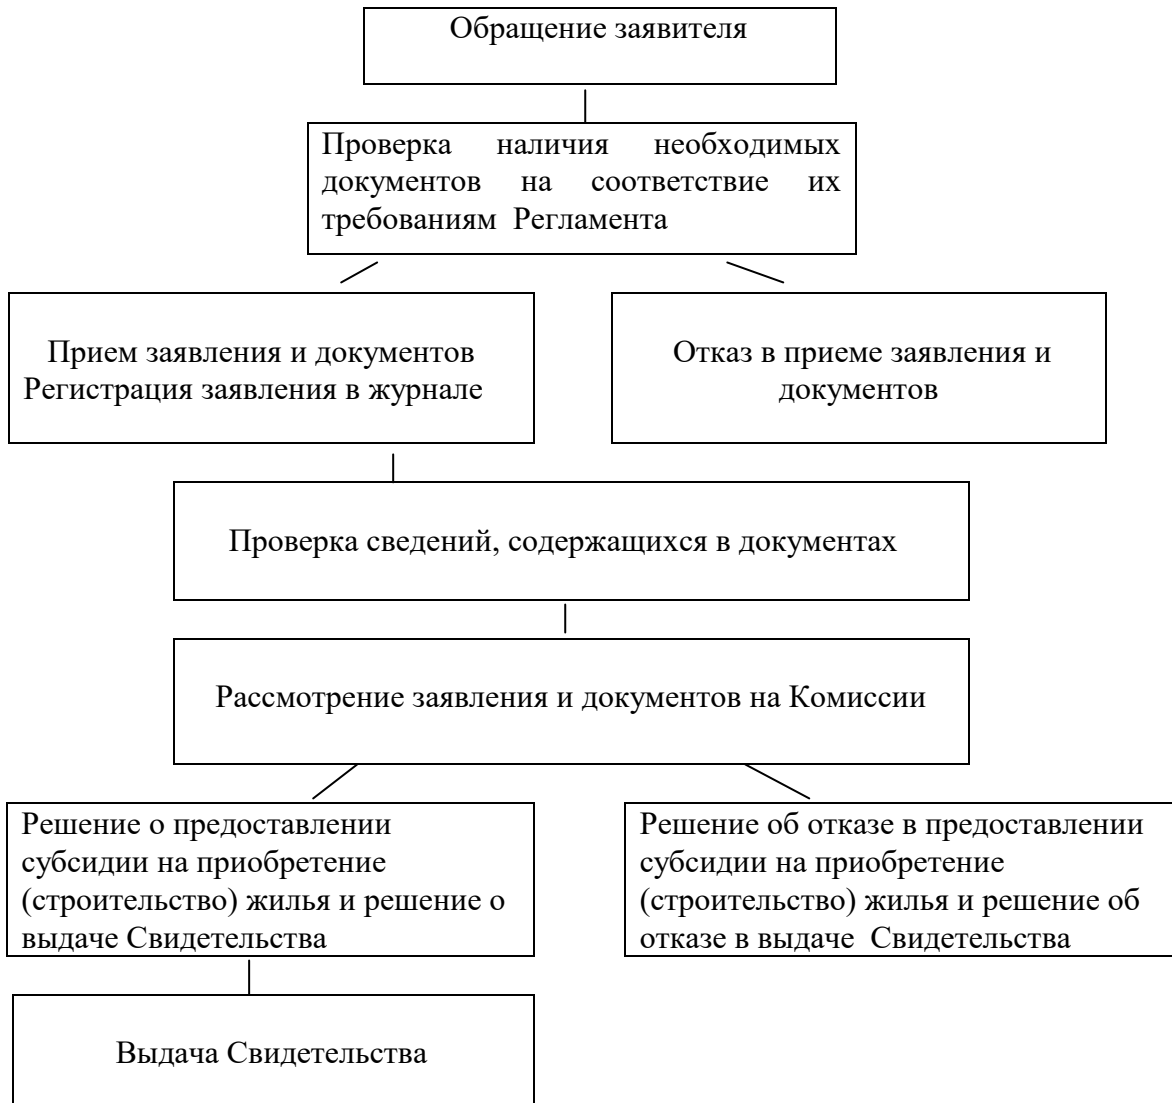 Обращение заявителя
Проверка наличия необходимых
документов на соответствие их
требованиям Регламента
Прием заявления и документов
Регистрация заявления в журнале
Отказ в приеме заявления и
документов
Проверка сведений, содержащихся в документах
Рассмотрение заявления и документов на Комиссии
Решение о предоставлении
субсидии на приобретение
(строительство) жилья и решение о
выдаче Свидетельства
Решение об отказе в предоставлении
субсидии на приобретение
(строительство) жилья и решение об
отказе в выдаче Свидетельства
Выдача Свидетельства